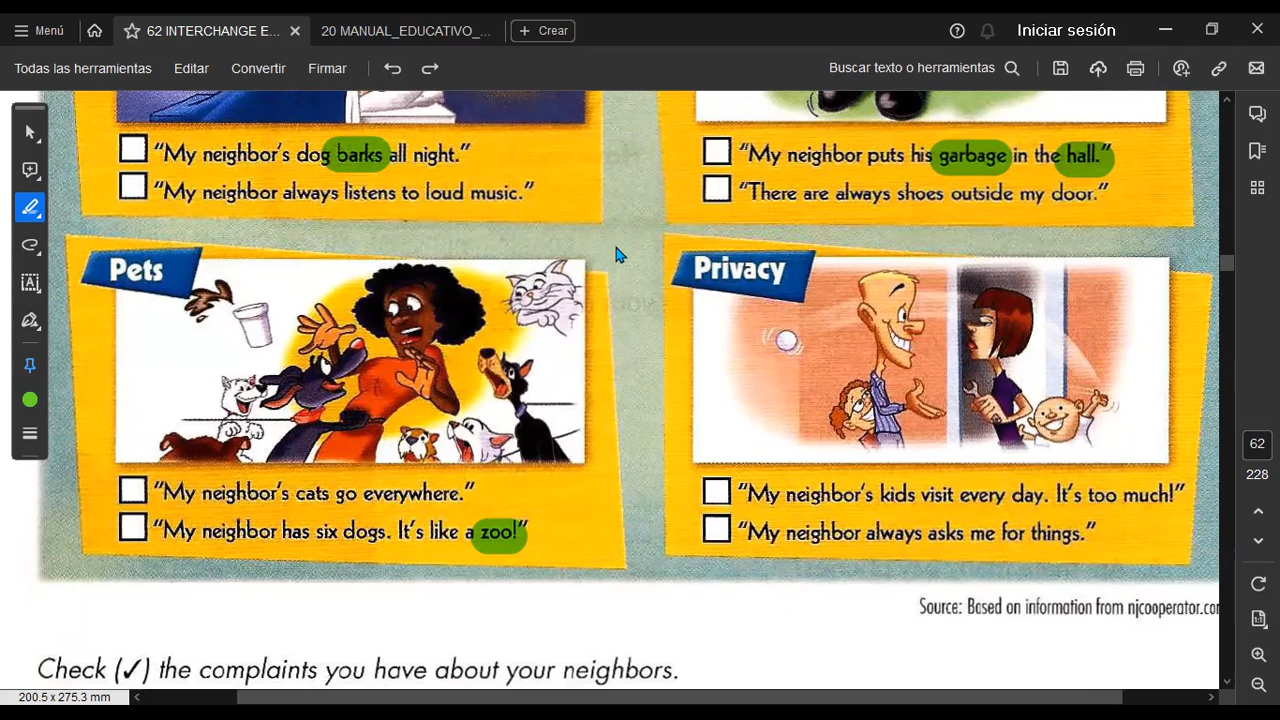 Menú
62 INTERCHANGE E...
20 MANUAL_EDUCATIVO_...
Crear
Iniciar sesión
Todas las herramientas
Editar
Convertir
Firmar
Buscar texto o herramientas
"My neighbor's dog barks all night."
"My neighbor always listens to loud music."
"My neighbor puts his garbage in the hall."
"There are always shoes outside my door."
Pets
"My neighbor's cats go everywhere."
"My neighbor has six dogs. It's like a zoo!"
Privacy
"My neighbor's kids visit every day. It's too much!"
"My neighbor always asks me for things."
Source: Based on information from njcooperator.cor
Check (✓) the complaints you have about your neighbors.
62
228
200.5 x 275.3 mm